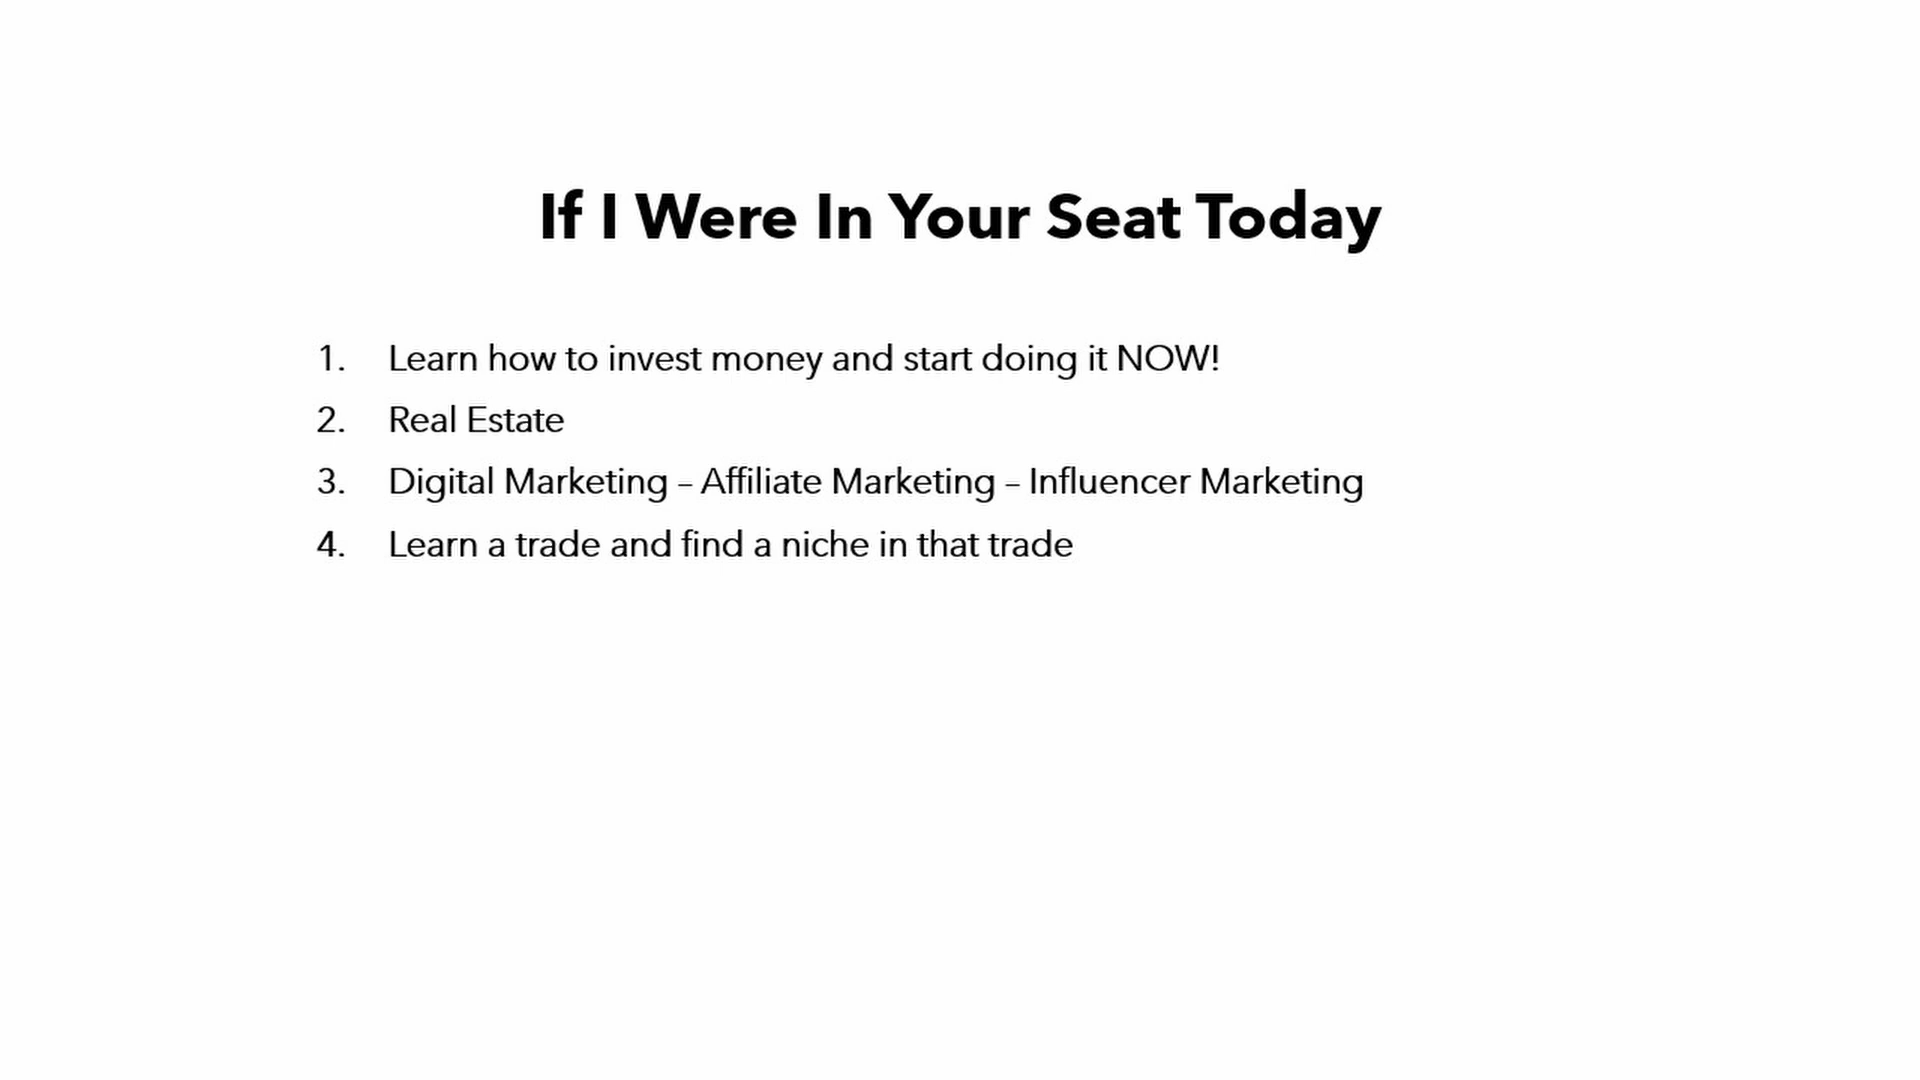 If I Were In Your Seat Today
1. Learn how to invest money and start doing it NOW!
2. Real Estate
3. Digital Marketing – Affiliate Marketing – Influencer Marketing
4. Learn a trade and find a niche in that trade